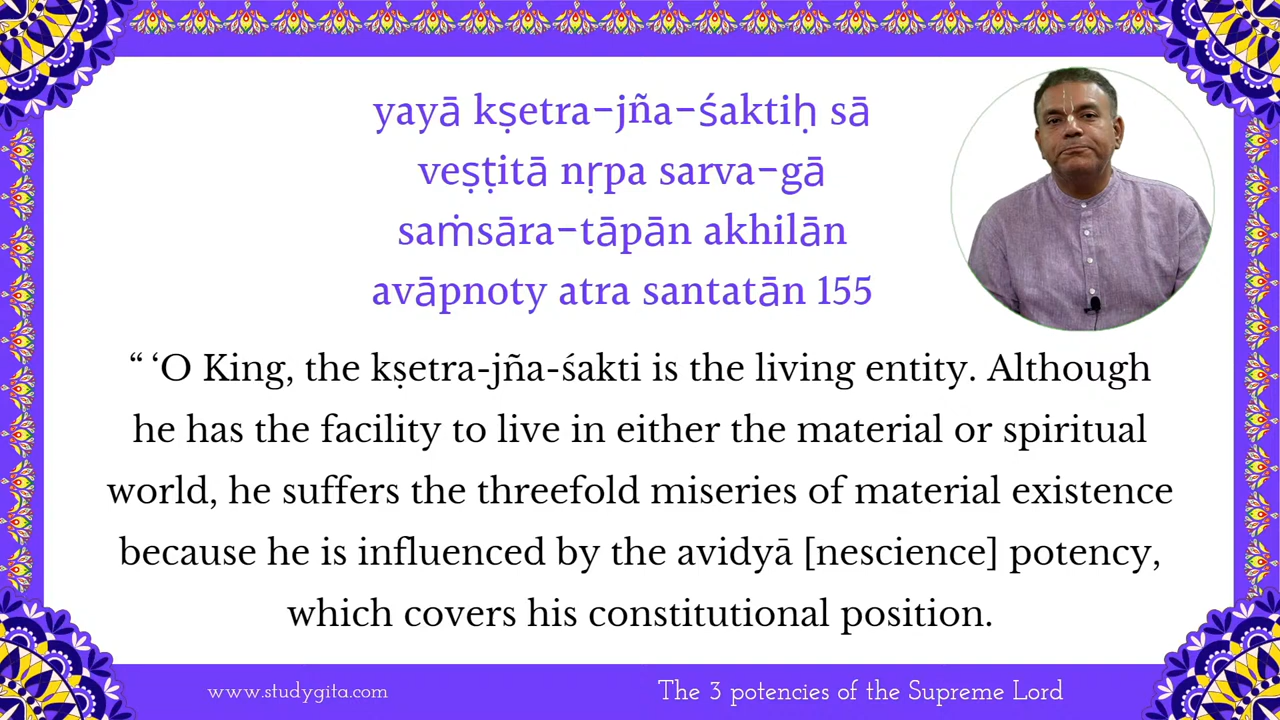 yayā kṣetra-jña-śaktiḥ sā
veṣṭitā nṛpa sarva-gā
saṁsāra-tāpān akhilān
avāpnoty atra santatān 155
“ ‘O King, the kṣetra-jña-śakti is the living entity. Although
he has the facility to live in either the material or spiritual
world, he suffers the threefold miseries of material existence
because he is influenced by the avidyā [nescience] potency,
which covers his constitutional position.
www.studygita.com
The 3 potencies of the Supreme Lord